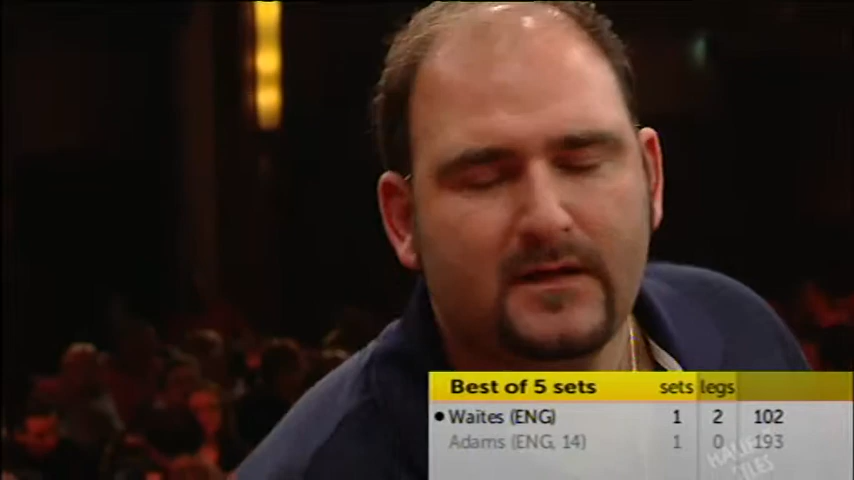 Best of 5 sets sets legs
Waites (ENG) 1 2 102
Adams (ENG, 14) 1 0 193